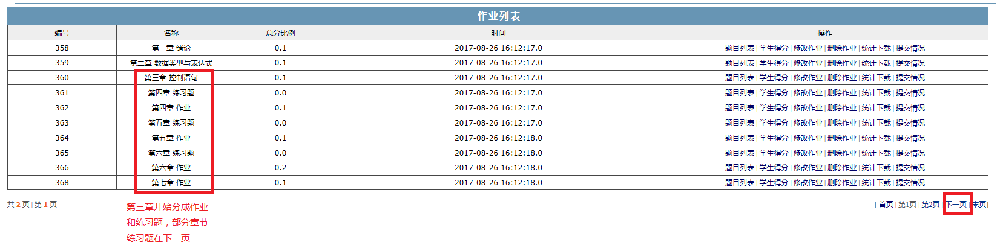 作业列表
编号 名称 总分比例 时间 操作
358 第一章 绪论 0.1 2017-08-26 16:12:17.0 题目列表 | 学生得分 | 修改作业 | 删除作业 | 统计下载 | 提交情况
359 第二章 数据类型与表达式 0.1 2017-08-26 16:12:17.0 题目列表 | 学生得分 | 修改作业 | 删除作业 | 统计下载 | 提交情况
360 第三章 控制语句 0.1 2017-08-26 16:12:17.0 题目列表 | 学生得分 | 修改作业 | 删除作业 | 统计下载 | 提交情况
361 第四章 练习题 0.0 2017-08-26 16:12:17.0 题目列表 | 学生得分 | 修改作业 | 删除作业 | 统计下载 | 提交情况
362 第四章 作业 0.1 2017-08-26 16:12:17.0 题目列表 | 学生得分 | 修改作业 | 删除作业 | 统计下载 | 提交情况
363 第五章 练习题 0.0 2017-08-26 16:12:17.0 题目列表 | 学生得分 | 修改作业 | 删除作业 | 统计下载 | 提交情况
364 第五章 作业 0.1 2017-08-26 16:12:18.0 题目列表 | 学生得分 | 修改作业 | 删除作业 | 统计下载 | 提交情况
365 第六章 练习题 0.0 2017-08-26 16:12:18.0 题目列表 | 学生得分 | 修改作业 | 删除作业 | 统计下载 | 提交情况
366 第六章 作业 0.2 2017-08-26 16:12:18.0 题目列表 | 学生得分 | 修改作业 | 删除作业 | 统计下载 | 提交情况
368 第七章 作业 0.1 2017-08-26 16:12:18.0 题目列表 | 学生得分 | 修改作业 | 删除作业 | 统计下载 | 提交情况
共 2 页 | 第 1 页 [ 首页 | 第1页 | 第2页 | 下一页 | 末页]
第三章开始分成作业
和练习题，部分章节
练习题在下一页